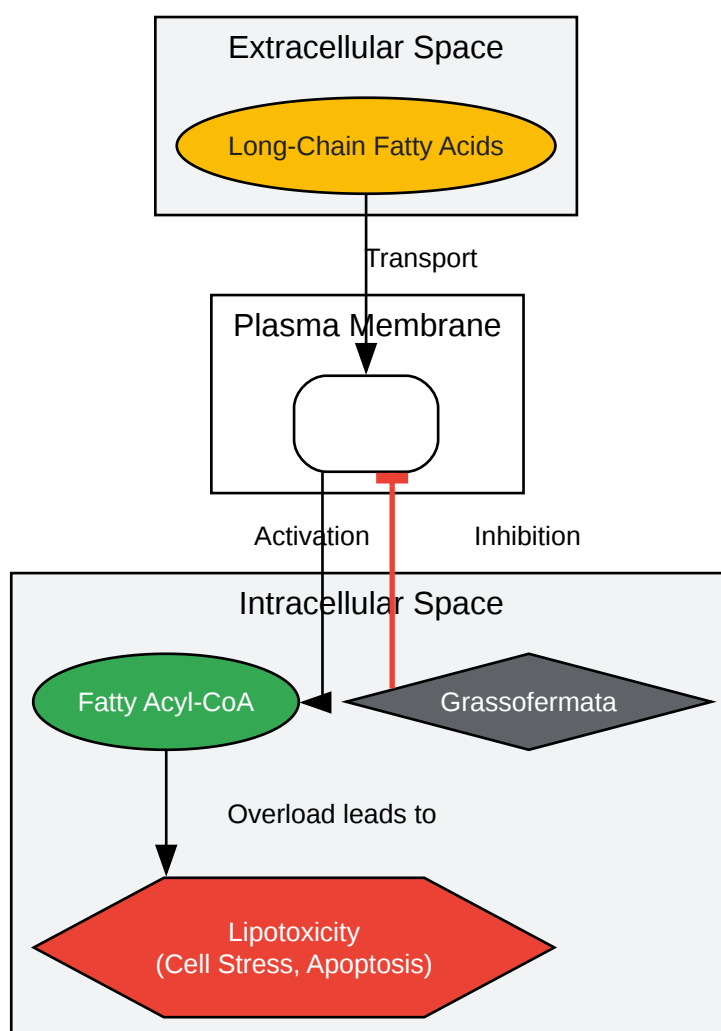 Extracellular Space
Long-Chain Fatty Acids
Transport
Plasma Membrane
Activation
Inhibition
Intracellular Space
Fatty Acyl-CoA
Grassofermata
Overload leads to
Lipotoxicity
(Cell Stress, Apoptosis)